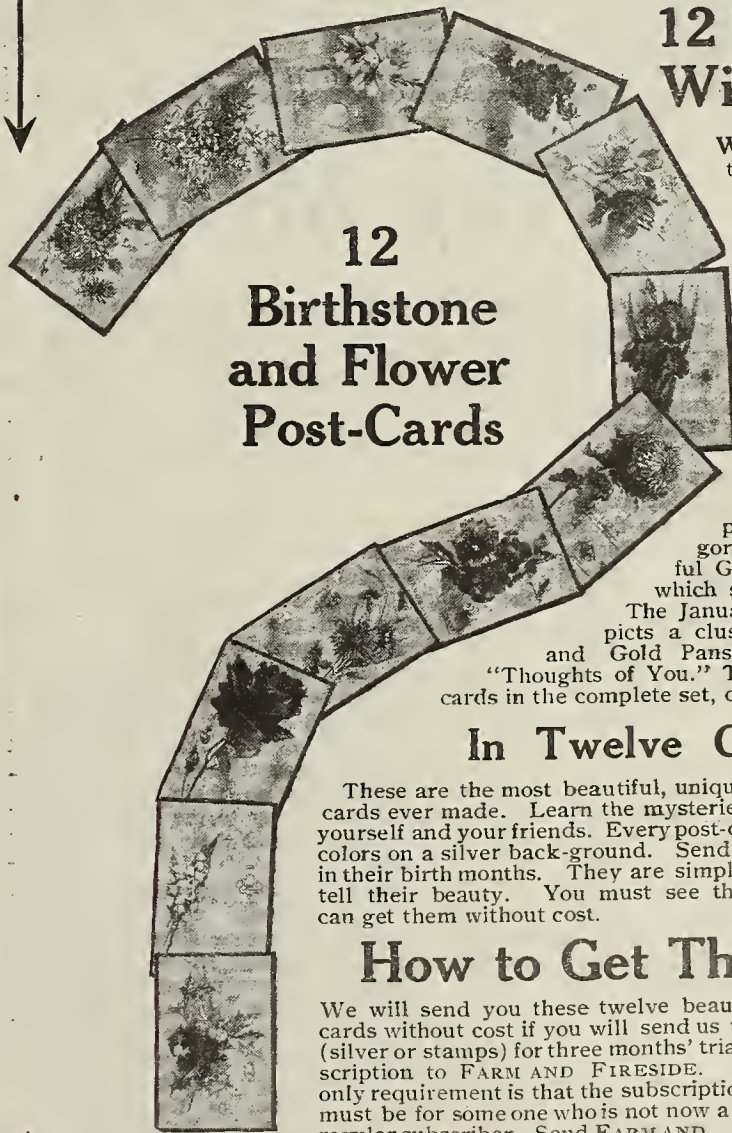 12
Wi
W
t
12
Birthstone
and Flower
Post-Cards
p
gor
ful G
which s
The Janua
picts a clus
and Gold Pans
"Thoughts of You." T
cards in the complete set, o
In Twelve C
These are the most beautiful, uniqu
cards ever made. Learn the mysterie
yourself and your friends. Every post-c
colors on a silver back-ground. Send
in their birth months. They are simpl
tell their beauty. You must see th
can get them without cost.
How to Get Th
We will send you these twelve beau
cards without cost if you will send us
(silver or stamps) for three months' tria
scription to FARM AND FIRESIDE.
only requirement is that the subscriptio
must be for some one who is not now a
regular subscriber. Send FARM AND